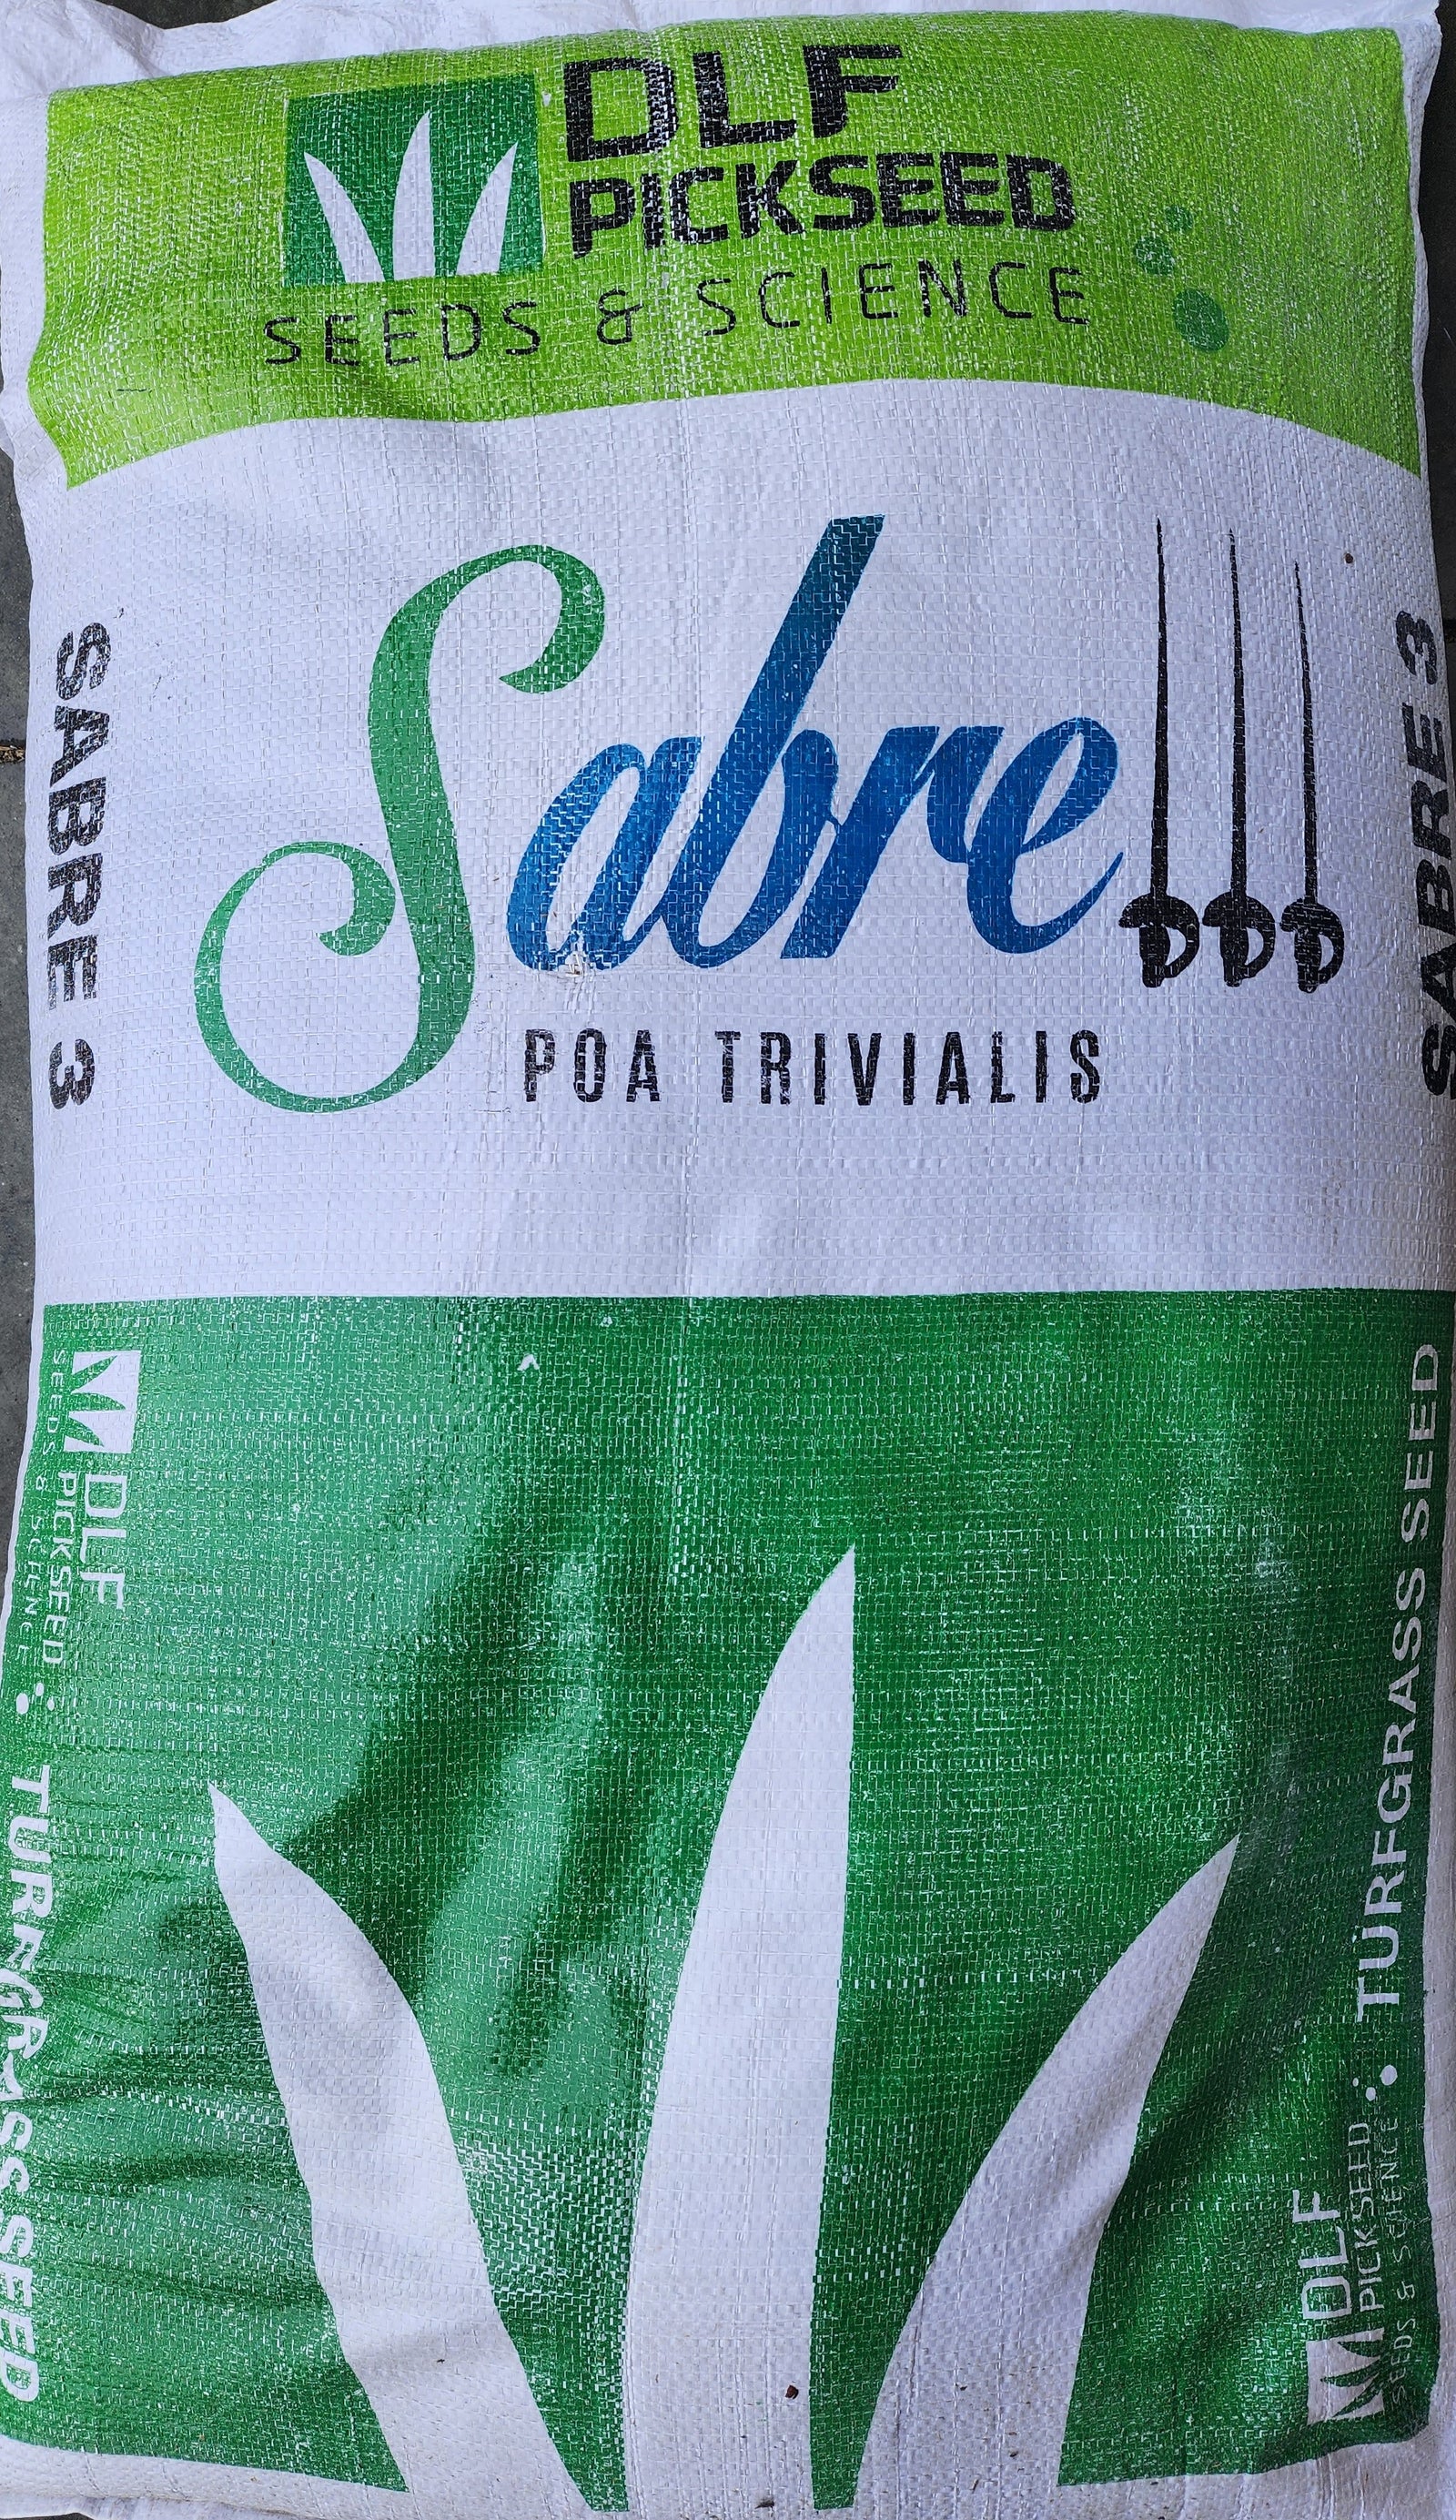 DLF
PICKSEED
SEEDS & SCIENCE
Sabre
POA TRIVIALIS
SABRE 3
SABRE 3
DLF
PICKSEED
SEEDS & SCIENCE
TURFGRASS SEED
DLF
PICKSEED
SEEDS & SCIENCE
TURFGRASS SEED